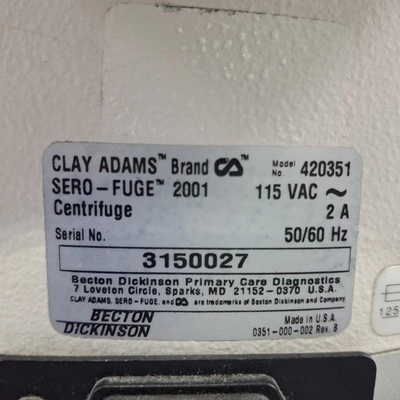 CLAY ADAMS™ Brand CA™ Model No. 420351
SERO-FUGE™ 2001 115 VAC ~
Centrifuge 2 A
Serial No. 50/60 Hz
3150027
Becton Dickinson Primary Care Diagnostics
7 Loveton Circle, Sparks, MD 21152-0370 U.S.A.
CLAY ADAMS, SERO-FUGE, and CA are trademarks of Becton Dickinson and Company
BECTON
DICKINSON
Made in U.S.A.
0351-000-002 Rev. B